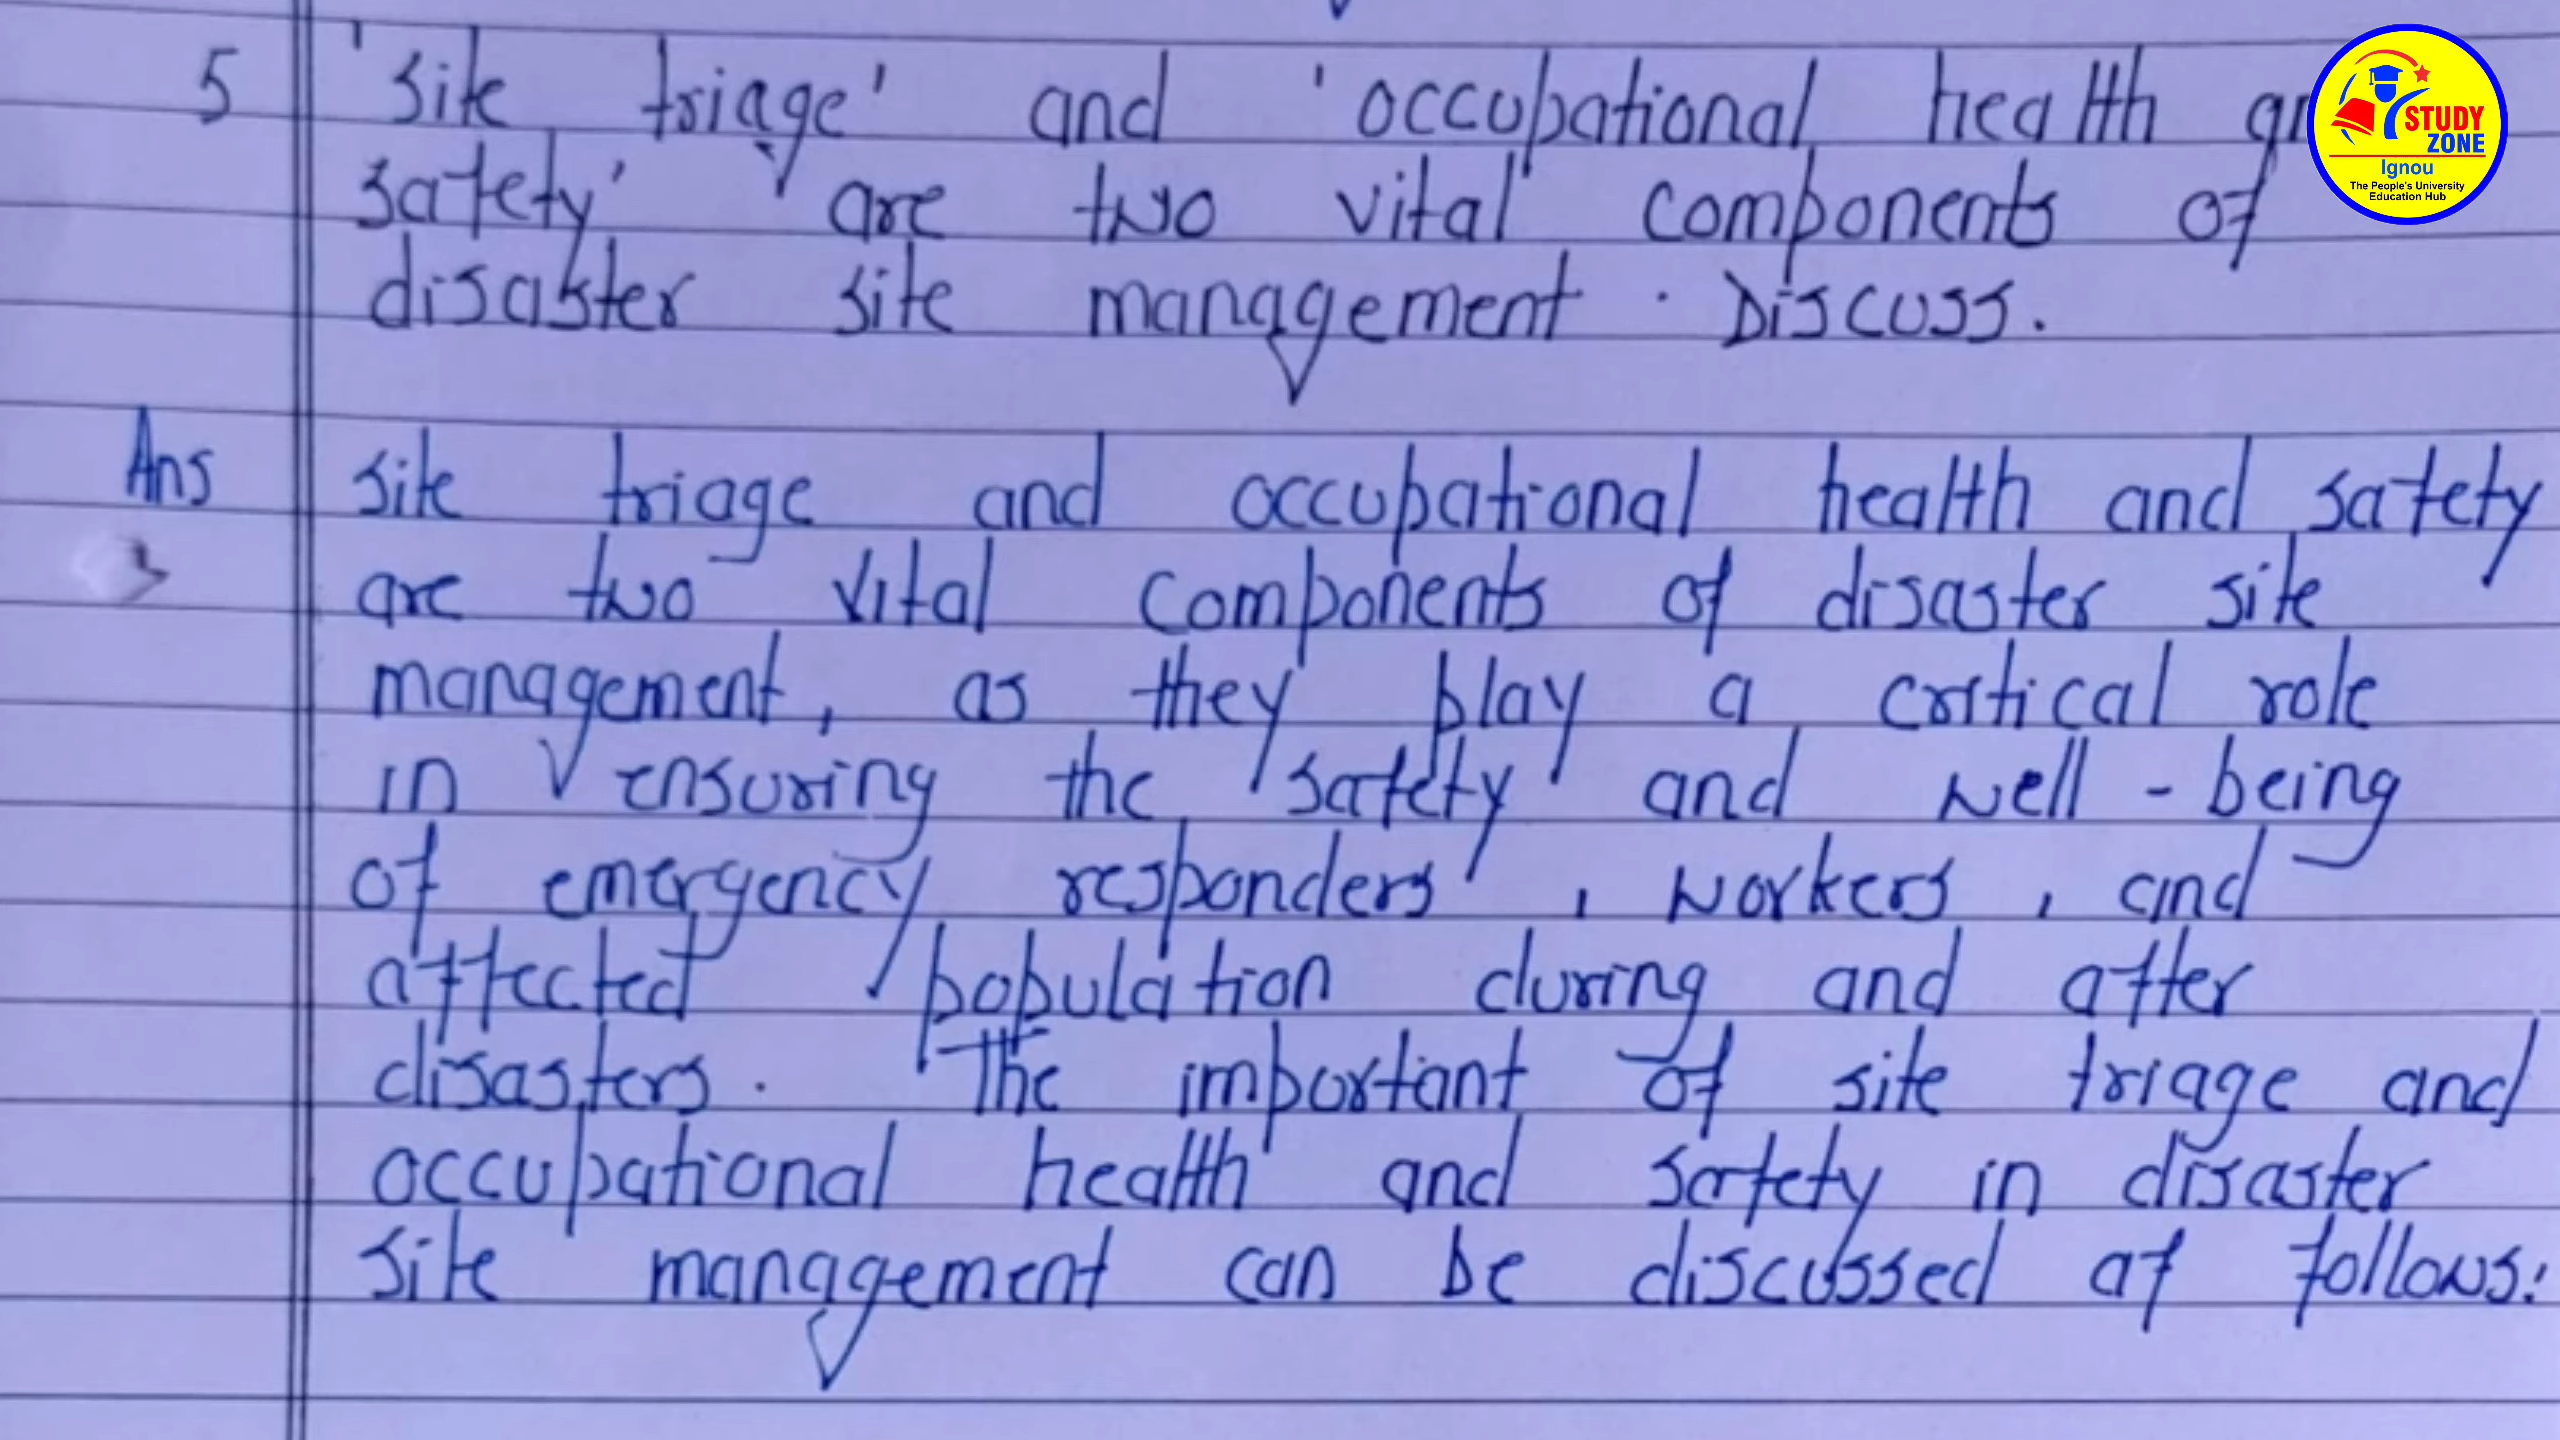 5 'Site triage' and 'occupational health
safety' are two vital components of
disaster site management. Discuss.
Ans Site triage and occupational health and safety
are two vital components of disaster site
management, as they play a critical role
in ensuring the safety and well-being
of emergency responders, workers, and
affected population during and after
disasters. The important of site triage and
occupational health and safety in disaster
site management can be discussed at follows:
STUDY
ZONE
Ignou
The People's University
Education Hub